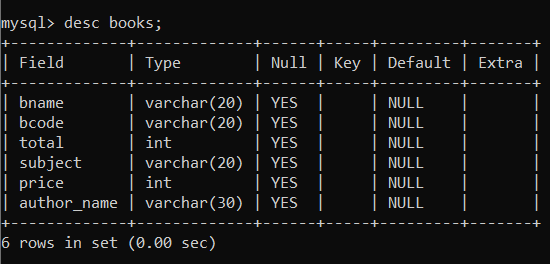 mysql> desc books;
+-------------+-------------+------+-----+---------+-------+
| Field       | Type        | Null | Key | Default | Extra |
+-------------+-------------+------+-----+---------+-------+
| bname       | varchar(20) | YES  |     | NULL    |       |
| bcode       | varchar(20) | YES  |     | NULL    |       |
| total       | int         | YES  |     | NULL    |       |
| subject     | varchar(20) | YES  |     | NULL    |       |
| price       | int         | YES  |     | NULL    |       |
| author_name | varchar(30) | YES  |     | NULL    |       |
+-------------+-------------+------+-----+---------+-------+
6 rows in set (0.00 sec)